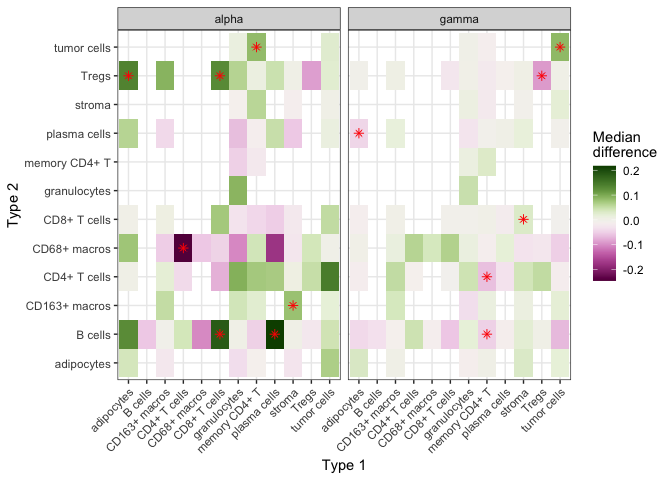 alpha
gamma
tumor cells
Tregs
stroma
plasma cells
memory CD4+ T
granulocytes
CD8+ T cells
CD68+ macros
CD4+ T cells
CD163+ macros
B cells
adipocytes
Type 2
adipocytes
B cells
CD163+ macros
CD4+ T cells
CD68+ macros
CD8+ T cells
granulocytes
memory CD4+ T
plasma cells
stroma
Tregs
tumor cells
adipocytes
B cells
CD163+ macros
CD4+ T cells
CD68+ macros
CD8+ T cells
granulocytes
memory CD4+ T
plasma cells
stroma
Tregs
tumor cells
Type 1
Median
difference
0.2
0.1
0.0
-0.1
-0.2